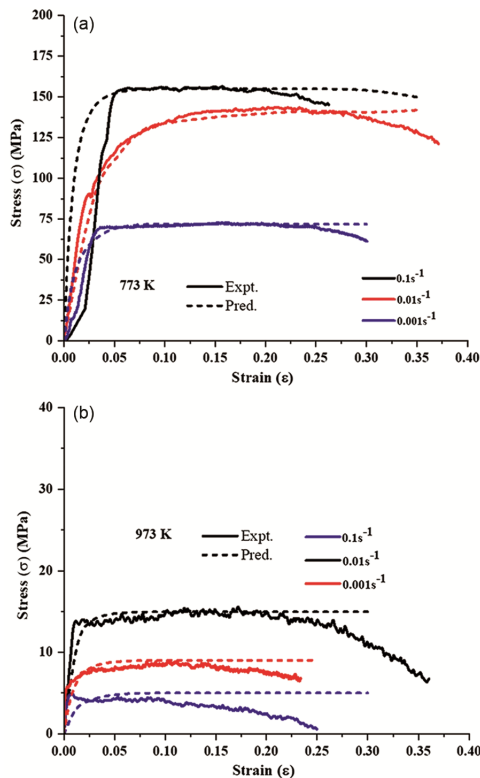 (a)
200
175
150
125
100
75
50
25
0
Stress (σ) (MPa)
773 K
Expt.
Pred.
0.1s⁻¹
0.01s⁻¹
0.001s⁻¹
0.00 0.05 0.10 0.15 0.20 0.25 0.30 0.35 0.40
Strain (ε)
(b)
40
30
20
10
0
Stress (σ) (MPa)
973 K
Expt.
Pred.
0.1s⁻¹
0.01s⁻¹
0.001s⁻¹
0.00 0.05 0.10 0.15 0.20 0.25 0.30 0.35 0.40
Strain (ε)